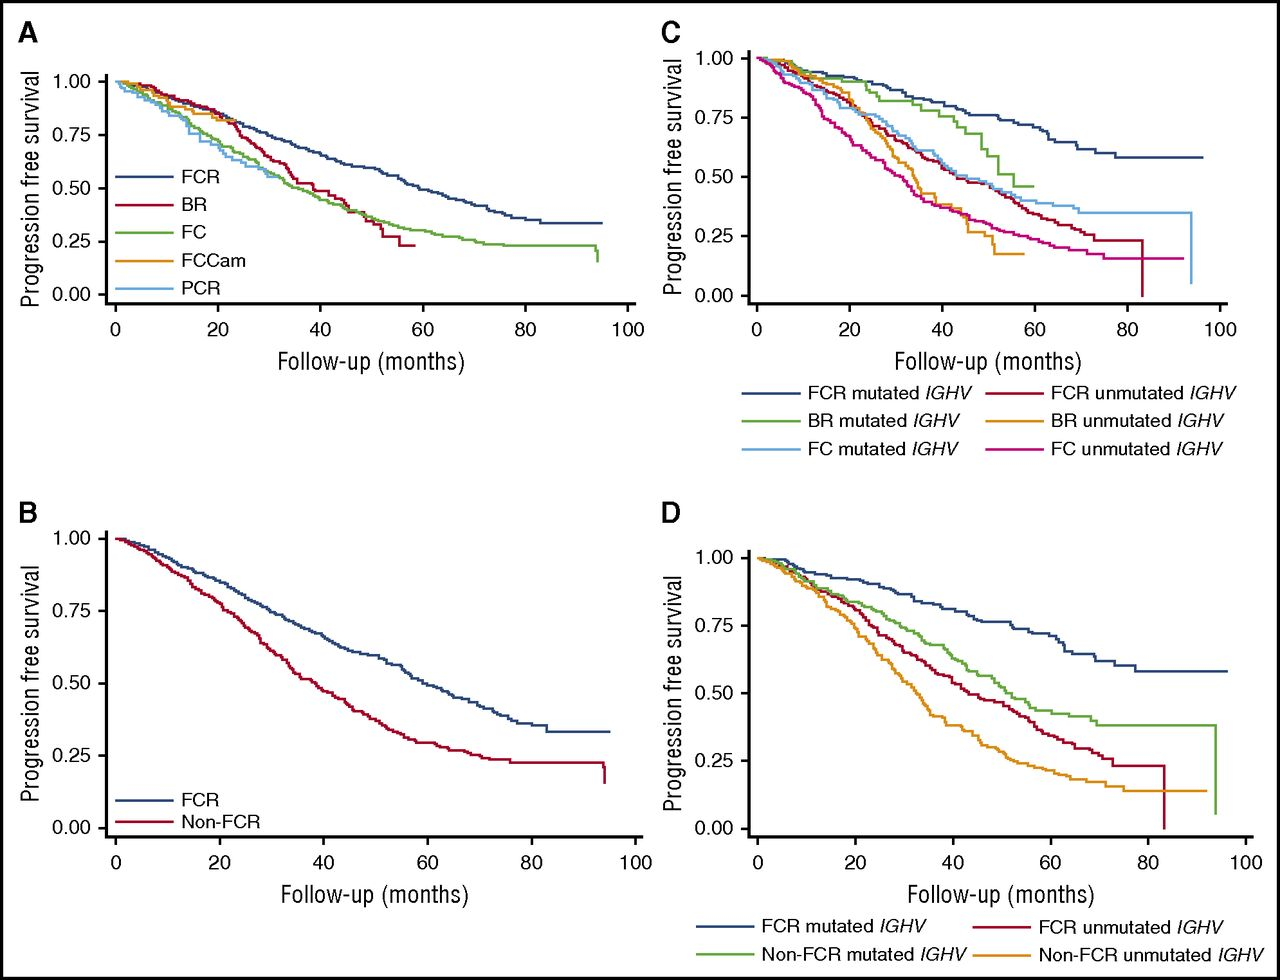 A
Progression free survival
1.00
0.75
0.50
0.25
0.00
FCR
BR
FC
FCCam
PCR
0 20 40 60 80 100
Follow-up (months)
C
Progression free survival
1.00
0.75
0.50
0.25
0.00
0 20 40 60 80 100
Follow-up (months)
FCR mutated IGHV FCR unmutated IGHV
BR mutated IGHV BR unmutated IGHV
FC mutated IGHV FC unmutated IGHV
B
Progression free survival
1.00
0.75
0.50
0.25
0.00
FCR
Non-FCR
0 20 40 60 80 100
Follow-up (months)
D
Progression free survival
1.00
0.75
0.50
0.25
0.00
0 20 40 60 80 100
Follow-up (months)
FCR mutated IGHV FCR unmutated IGHV
Non-FCR mutated IGHV Non-FCR unmutated IGHV